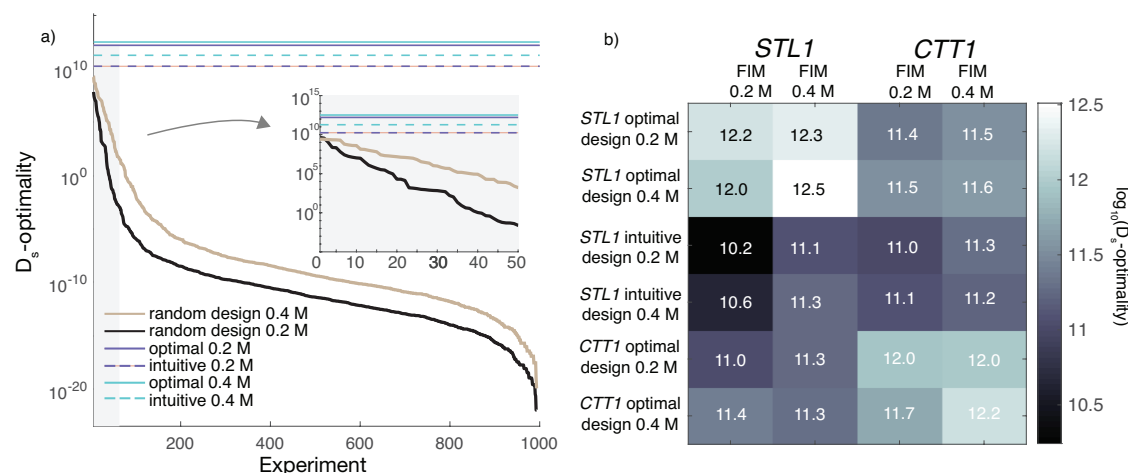 a)
D_s-optimality
10^10
10^0
10^-10
10^-20
200
400
600
800
1000
Experiment
10^15
10^10
10^5
10^0
0
10
20
30
40
50
random design 0.4 M
random design 0.2 M
optimal 0.2 M
intuitive 0.2 M
optimal 0.4 M
intuitive 0.4 M
b)
STL1 CTT1
FIM 0.2 M
FIM 0.4 M
FIM 0.2 M
FIM 0.4 M
STL1 optimal
design 0.2 M
12.2 12.3 11.4 11.5
STL1 optimal
design 0.4 M
12.0 12.5 11.5 11.6
STL1 intuitive
design 0.2 M
10.2 11.1 11.0 11.3
STL1 intuitive
design 0.4 M
10.6 11.3 11.1 11.2
CTT1 optimal
design 0.2 M
11.0 11.3 12.0 12.0
CTT1 optimal
design 0.4 M
11.4 11.3 11.7 12.2
12.5
12
11.5
11
10.5
log_10(D_s-optimality)